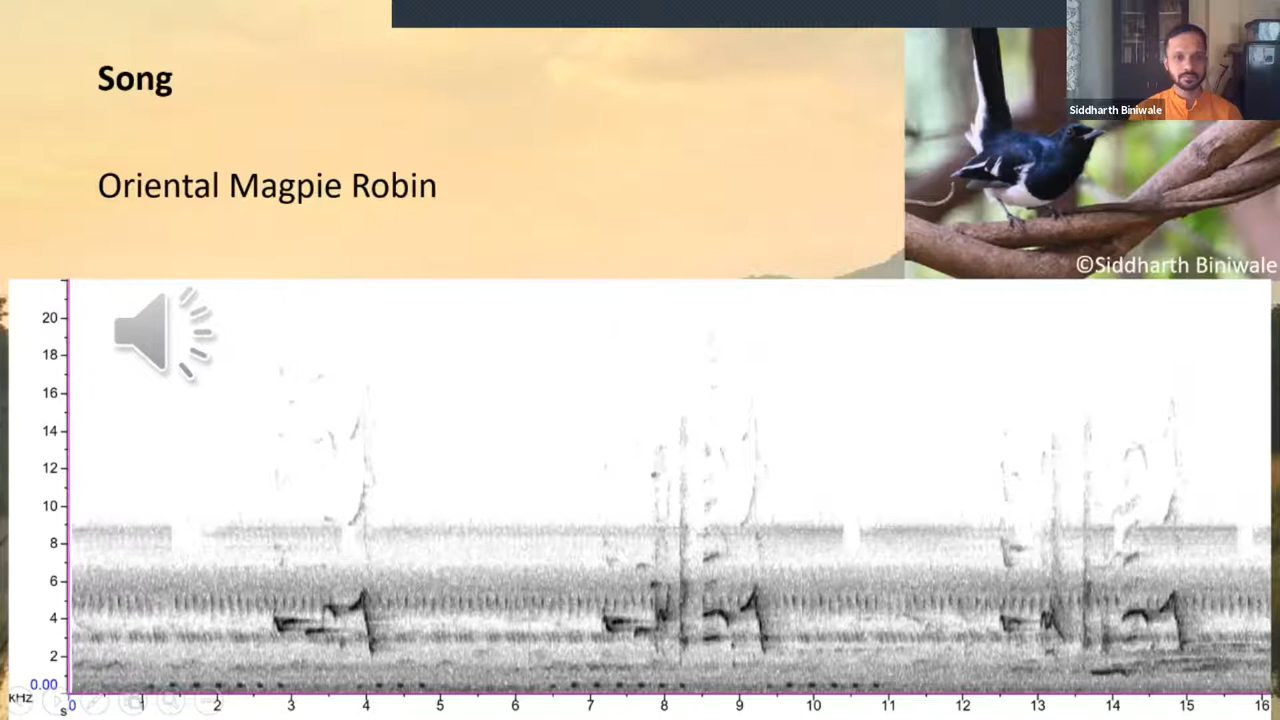 Song
Siddharth Biniwale
Oriental Magpie Robin
©Siddharth Biniwale
20
18
16
14
12
10
8
6
4
2
0.00
kHz
s
0 1 2 3 4 5 6 7 8 9 10 11 12 13 14 15 16